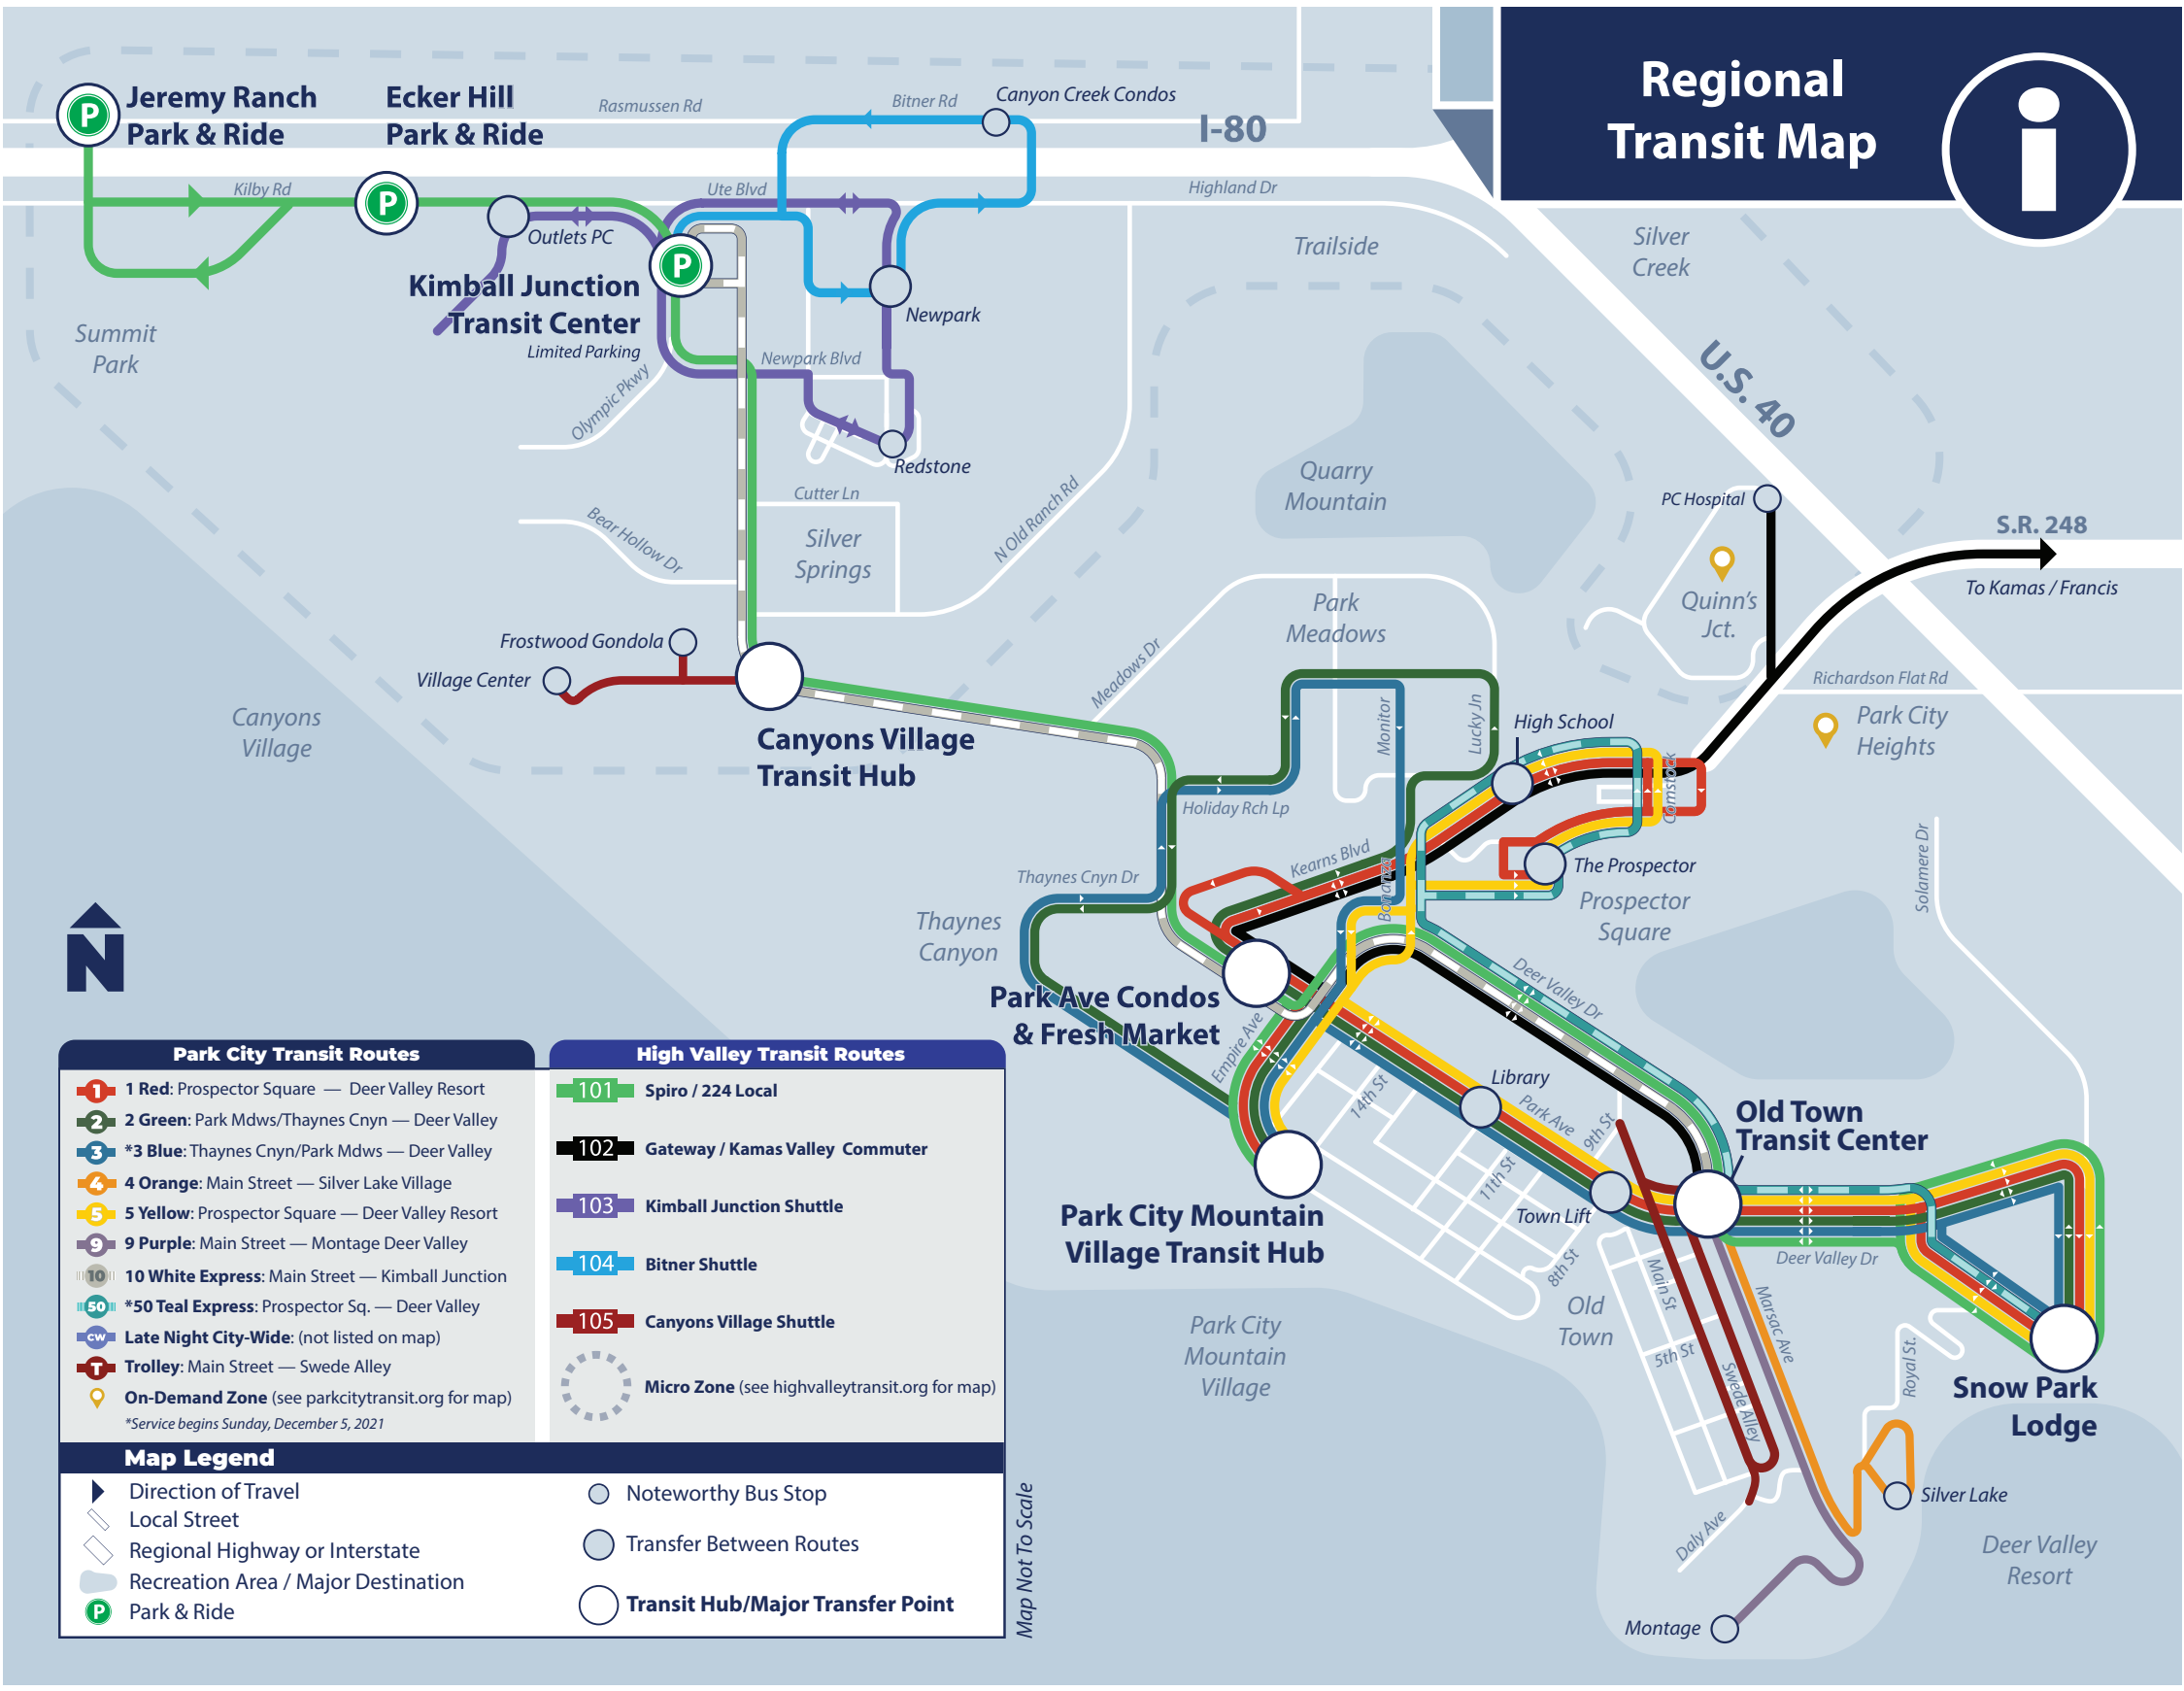 Regional
Transit Map
Jeremy Ranch
Park & Ride
Ecker Hill
Park & Ride
Rasmussen Rd
Bitner Rd
Canyon Creek Condos
I-80
Kilby Rd
Ute Blvd
Highland Dr
P
P
P
Outlets PC
Kimball Junction
Transit Center
Limited Parking
Newpark
Trailside
Silver
Creek
Summit
Park
Newpark Blvd
Olympic Pkwy
Redstone
U.S. 40
Quarry
Mountain
Cutter Ln
Bear Hollow Dr
Silver
Springs
N Old Ranch Rd
PC Hospital
S.R. 248
To Kamas / Francis
Quinn's
Jct.
Park
Meadows
Frostwood Gondola
Village Center
Meadows Dr
Richardson Flat Rd
Canyons
Village
Canyons Village
Transit Hub
Monitor
Lucky Jn
High School
Park City
Heights
Holiday Rch Lp
Comstock
Kearns Blvd
Bonanza
The Prospector
Thaynes Cnyn Dr
Solamere Dr
Thaynes
Canyon
Prospector
Square
N
Park Ave Condos
& Fresh Market
Deer Valley Dr
Empire Ave
14th St
Library
Park Ave
9th St
11th St
Old Town
Transit Center
Town Lift
Park City Mountain
Village Transit Hub
8th St
Deer Valley Dr
Old
Town
Main St
Marsac Ave
5th St
Swede Alley
Royal St.
Park City
Mountain
Village
Snow Park
Lodge
Silver Lake
Daly Ave
Deer Valley
Resort
Montage
Park City Transit Routes
1 1 Red: Prospector Square — Deer Valley Resort
2 2 Green: Park Mdws/Thaynes Cnyn — Deer Valley
3 *3 Blue: Thaynes Cnyn/Park Mdws — Deer Valley
4 4 Orange: Main Street — Silver Lake Village
5 5 Yellow: Prospector Square — Deer Valley Resort
9 9 Purple: Main Street — Montage Deer Valley
10 10 White Express: Main Street — Kimball Junction
50 *50 Teal Express: Prospector Sq. — Deer Valley
CW Late Night City-Wide: (not listed on map)
T Trolley: Main Street — Swede Alley
On-Demand Zone (see parkcitytransit.org for map)
*Service begins Sunday, December 5, 2021
High Valley Transit Routes
101 Spiro / 224 Local
102 Gateway / Kamas Valley Commuter
103 Kimball Junction Shuttle
104 Bitner Shuttle
105 Canyons Village Shuttle
Micro Zone (see highvalleytransit.org for map)
Map Legend
Direction of Travel
Local Street
Regional Highway or Interstate
Recreation Area / Major Destination
P Park & Ride
Noteworthy Bus Stop
Transfer Between Routes
Transit Hub/Major Transfer Point
Map Not To Scale